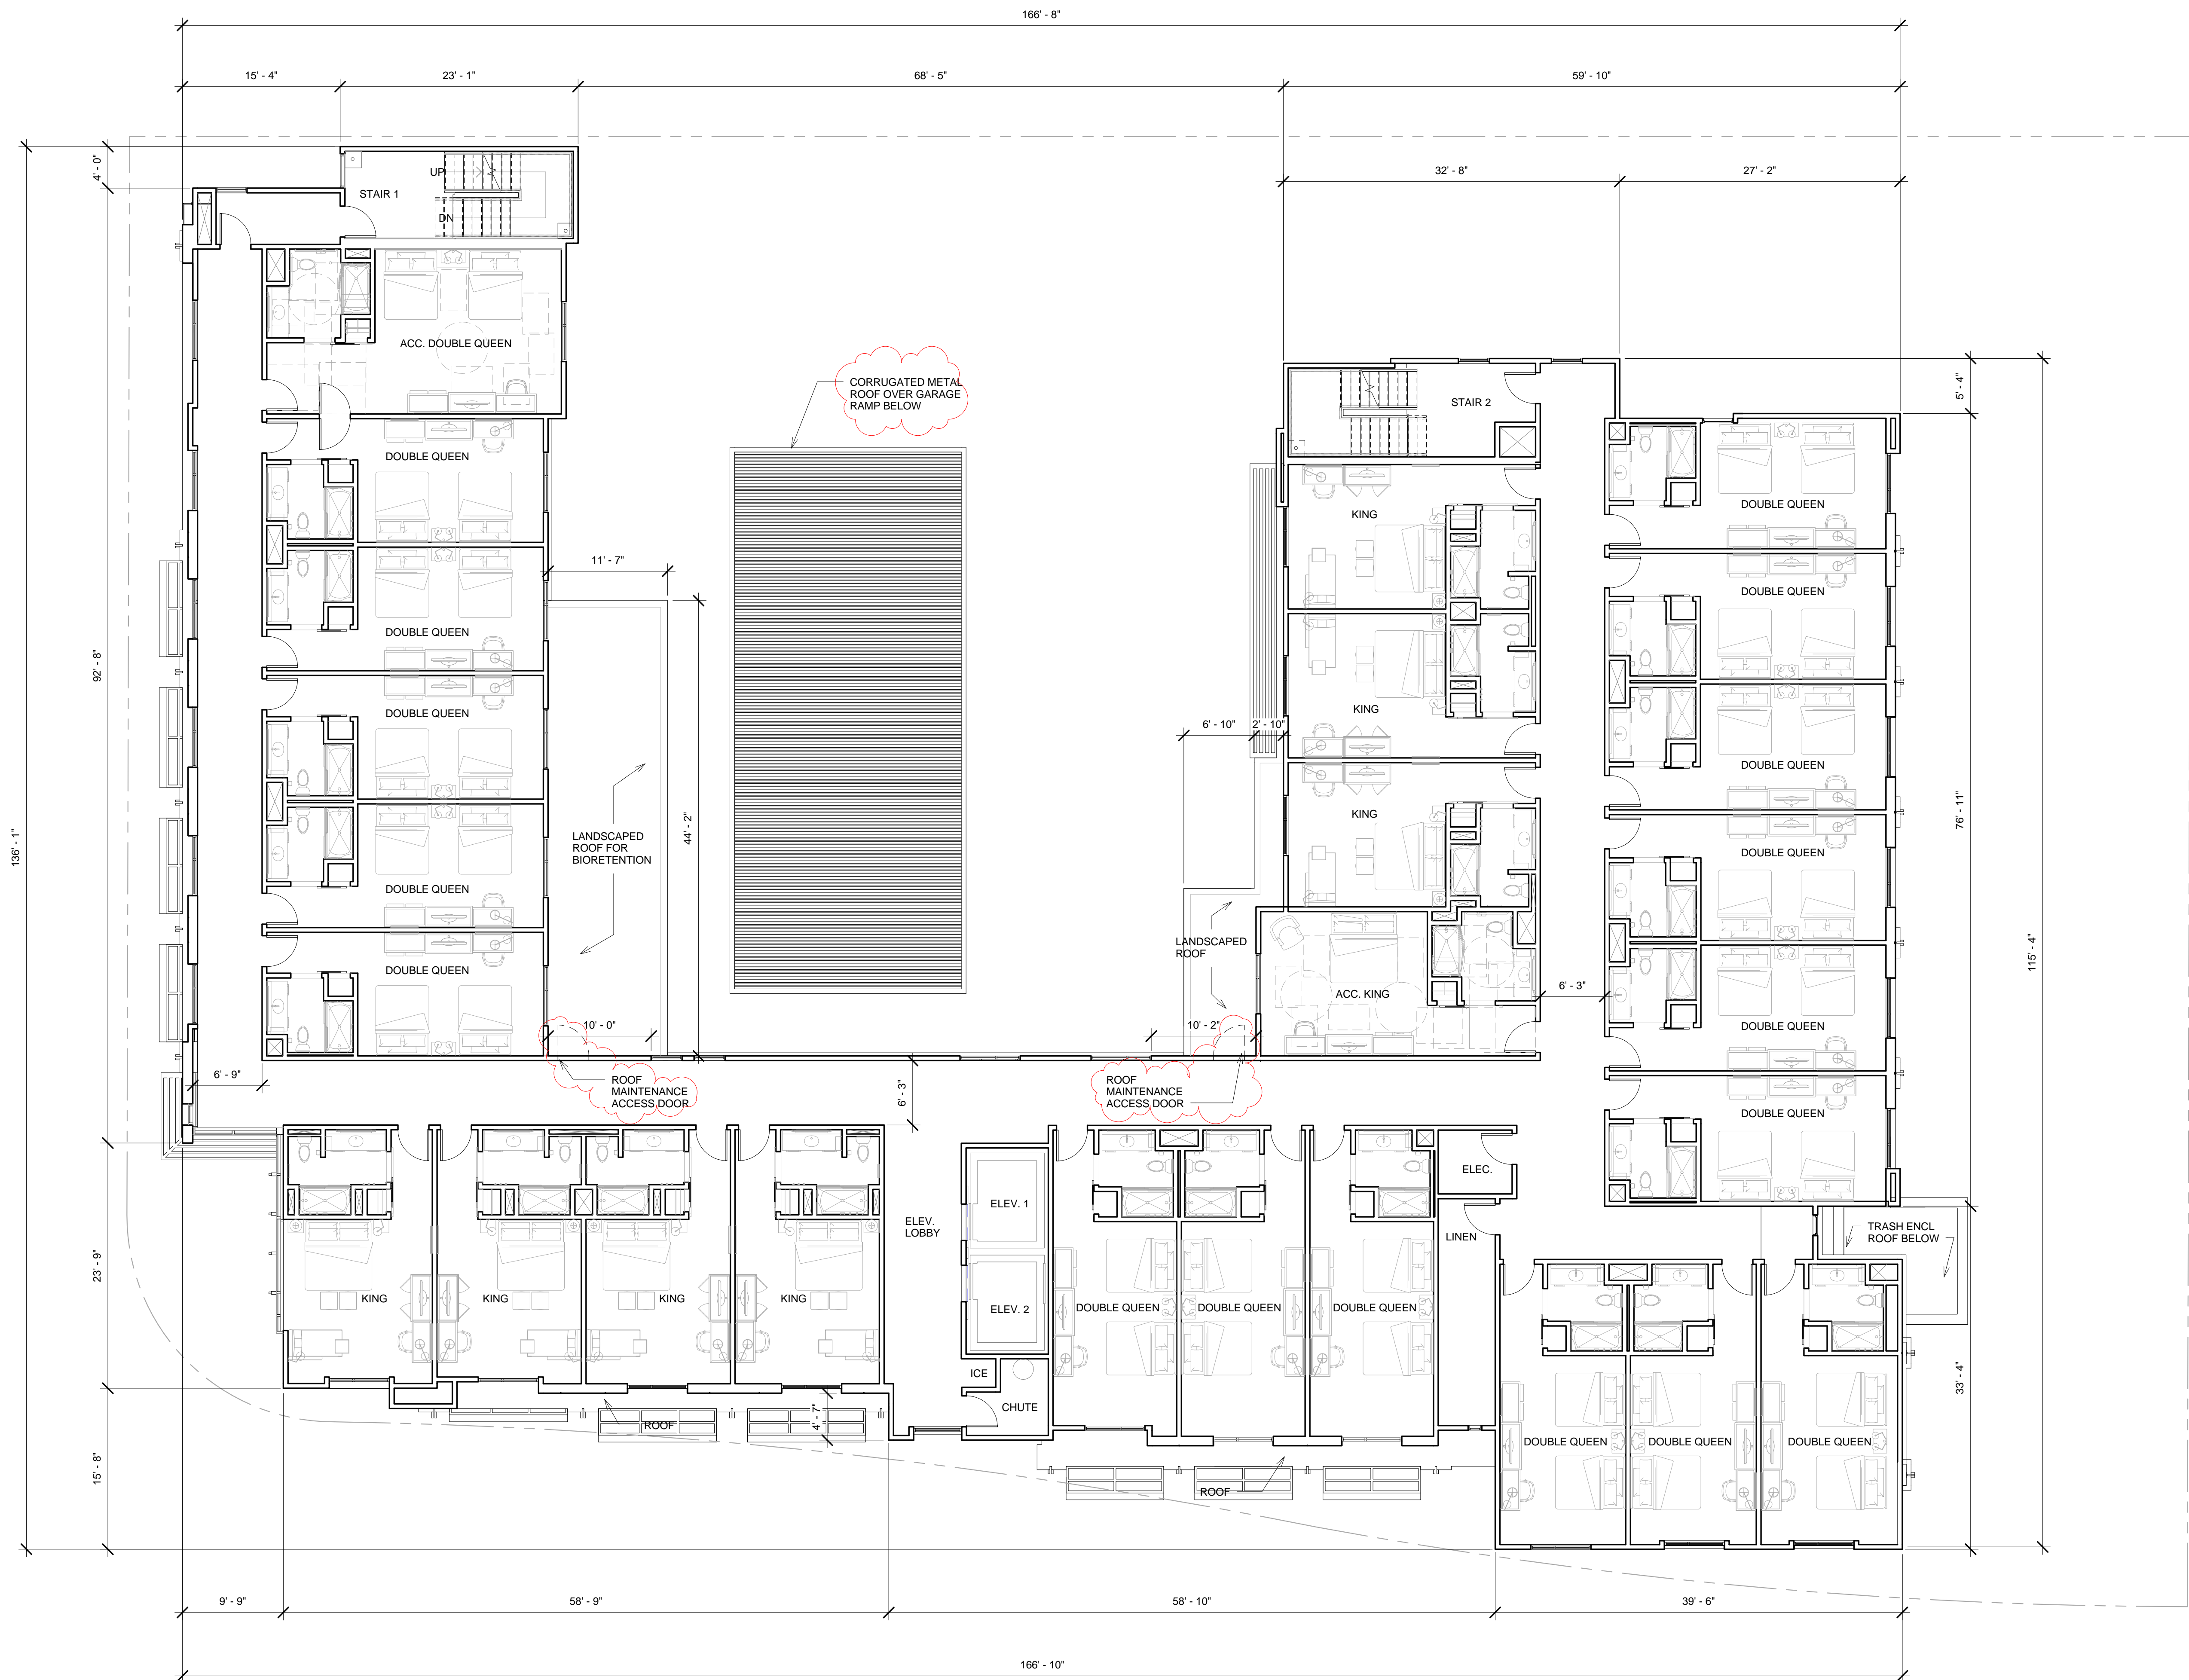 166' - 8"
15' - 4"
23' - 1"
68' - 5"
59' - 10"
32' - 8"
27' - 2"
4' - 0"
92' - 8"
136' - 1"
23' - 9"
15' - 8"
UP
STAIR 1
DN
ACC. DOUBLE QUEEN
DOUBLE QUEEN
DOUBLE QUEEN
DOUBLE QUEEN
DOUBLE QUEEN
DOUBLE QUEEN
11' - 7"
44' - 2"
LANDSCAPED
ROOF FOR
BIORETENTION
CORRUGATED METAL
ROOF OVER GARAGE
RAMP BELOW
10' - 0"
ROOF
MAINTENANCE
ACCESS DOOR
6' - 9"
6' - 3"
STAIR 2
KING
KING
KING
ACC. KING
6' - 10"
2' - 10"
LANDSCAPED
ROOF
10' - 2"
ROOF
MAINTENANCE
ACCESS DOOR
6' - 3"
DOUBLE QUEEN
DOUBLE QUEEN
DOUBLE QUEEN
DOUBLE QUEEN
DOUBLE QUEEN
DOUBLE QUEEN
5' - 4"
76' - 11"
115' - 4"
33' - 4"
TRASH ENCL
ROOF BELOW
KING
KING
KING
KING
ROOF
4' - 7"
ELEV.
LOBBY
ELEV. 1
ELEV. 2
ICE
CHUTE
DOUBLE QUEEN
DOUBLE QUEEN
DOUBLE QUEEN
ELEC.
LINEN
ROOF
DOUBLE QUEEN
DOUBLE QUEEN
DOUBLE QUEEN
9' - 9"
58' - 9"
58' - 10"
39' - 6"
166' - 10"